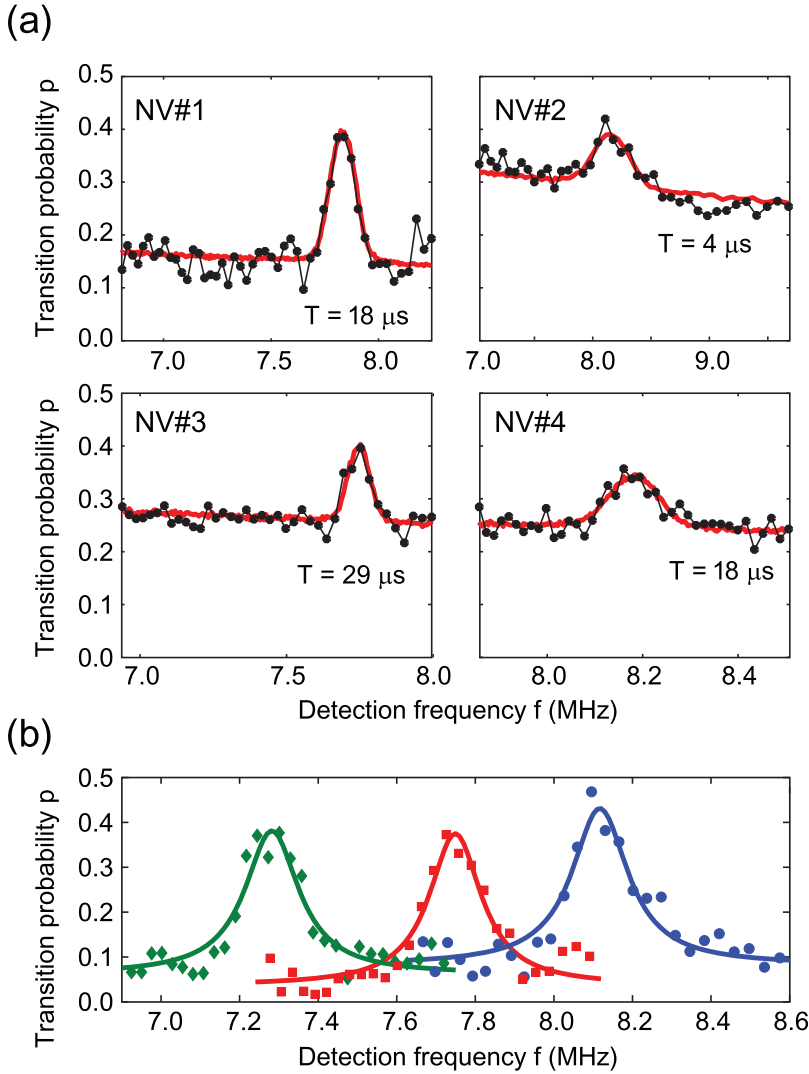 (a)
Transition probability p
0.5
0.4
0.3
0.2
0.1
0.0
NV#1
T = 18 μs
7.0 7.5 8.0
NV#2
T = 4 μs
7.0 8.0 9.0
Transition probability p
0.5
0.4
0.3
0.2
0.1
0.0
NV#3
T = 29 μs
7.0 7.5 8.0
NV#4
T = 18 μs
8.0 8.2 8.4
Detection frequency f (MHz)
(b)
Transition probability p
0.5
0.4
0.3
0.2
0.1
0.0
7.0 7.2 7.4 7.6 7.8 8.0 8.2 8.4 8.6
Detection frequency f (MHz)